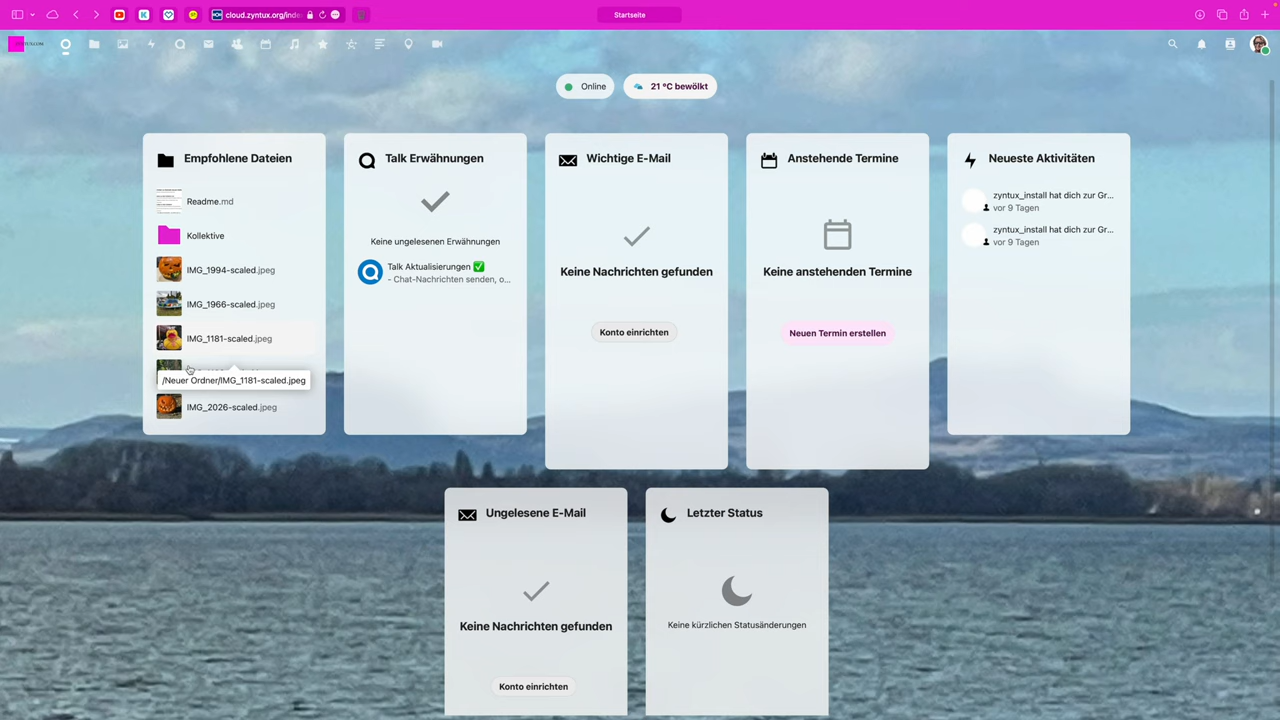 cloud.zyntux.org/inde
Startseite
Online
21 °C bewölkt
Empfohlene Dateien
Readme.md
Kollektive
IMG_1994-scaled.jpeg
IMG_1966-scaled.jpeg
IMG_1181-scaled.jpeg
/Neuer Ordner/IMG_1181-scaled.jpeg
IMG_2026-scaled.jpeg
Talk Erwähnungen
Keine ungelesenen Erwähnungen
Talk Aktualisierungen ✅
- Chat-Nachrichten senden, o...
Wichtige E-Mail
Keine Nachrichten gefunden
Konto einrichten
Anstehende Termine
Keine anstehenden Termine
Neuen Termin erstellen
Neueste Aktivitäten
zyntux_install hat dich zur Gr...
vor 9 Tagen
zyntux_install hat dich zur Gr...
vor 9 Tagen
Ungelesene E-Mail
Keine Nachrichten gefunden
Konto einrichten
Letzter Status
Keine kürzlichen Statusänderungen